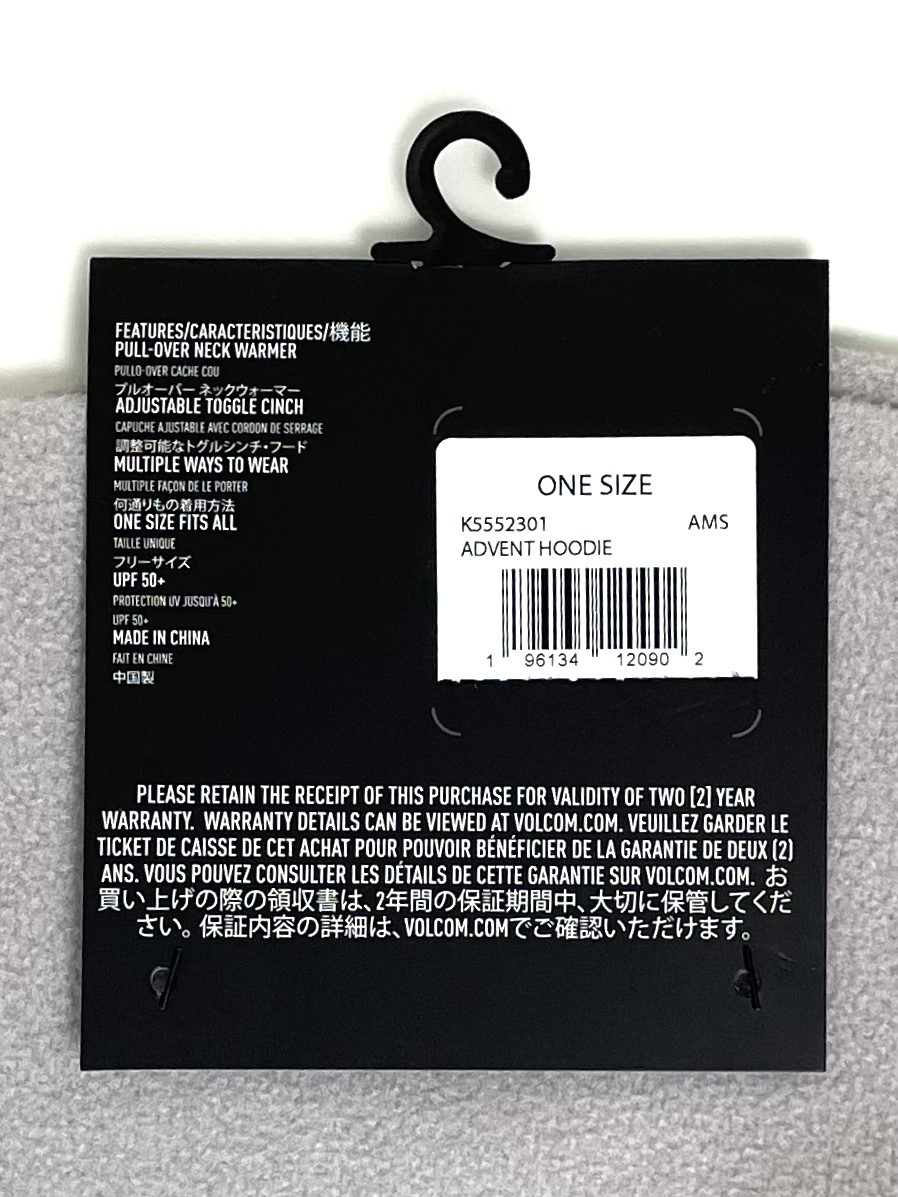 FEATURES/CARACTERISTIQUES/機能
PULL-OVER NECK WARMER
PULLO-OVER CACHE COU
プルオーバー ネックウォーマー
ADJUSTABLE TOGGLE CINCH
CAPUCHE AJUSTABLE AVEC CORDON DE SERRAGE
調整可能なトグルシンチ・フード
MULTIPLE WAYS TO WEAR
MULTIPLE FAÇON DE LE PORTER
何通りもの着用方法
ONE SIZE FITS ALL
TAILLE UNIQUE
フリーサイズ
UPF 50+
PROTECTION UV JUSQU'À 50+
UPF 50+
MADE IN CHINA
FAIT EN CHINE
中国製
ONE SIZE
K5552301 AMS
ADVENT HOODIE
1 96134 12090 2
PLEASE RETAIN THE RECEIPT OF THIS PURCHASE FOR VALIDITY OF TWO [2] YEAR
WARRANTY. WARRANTY DETAILS CAN BE VIEWED AT VOLCOM.COM. VEUILLEZ GARDER LE
TICKET DE CAISSE DE CET ACHAT POUR POUVOIR BÉNÉFICIER DE LA GARANTIE DE DEUX (2)
ANS. VOUS POUVEZ CONSULTER LES DÉTAILS DE CETTE GARANTIE SUR VOLCOM.COM. お
買い上げの際の領収書は、2年間の保証期間中、大切に保管してくだ
さい。保証内容の詳細は、VOLCOM.COMでご確認いただけます。